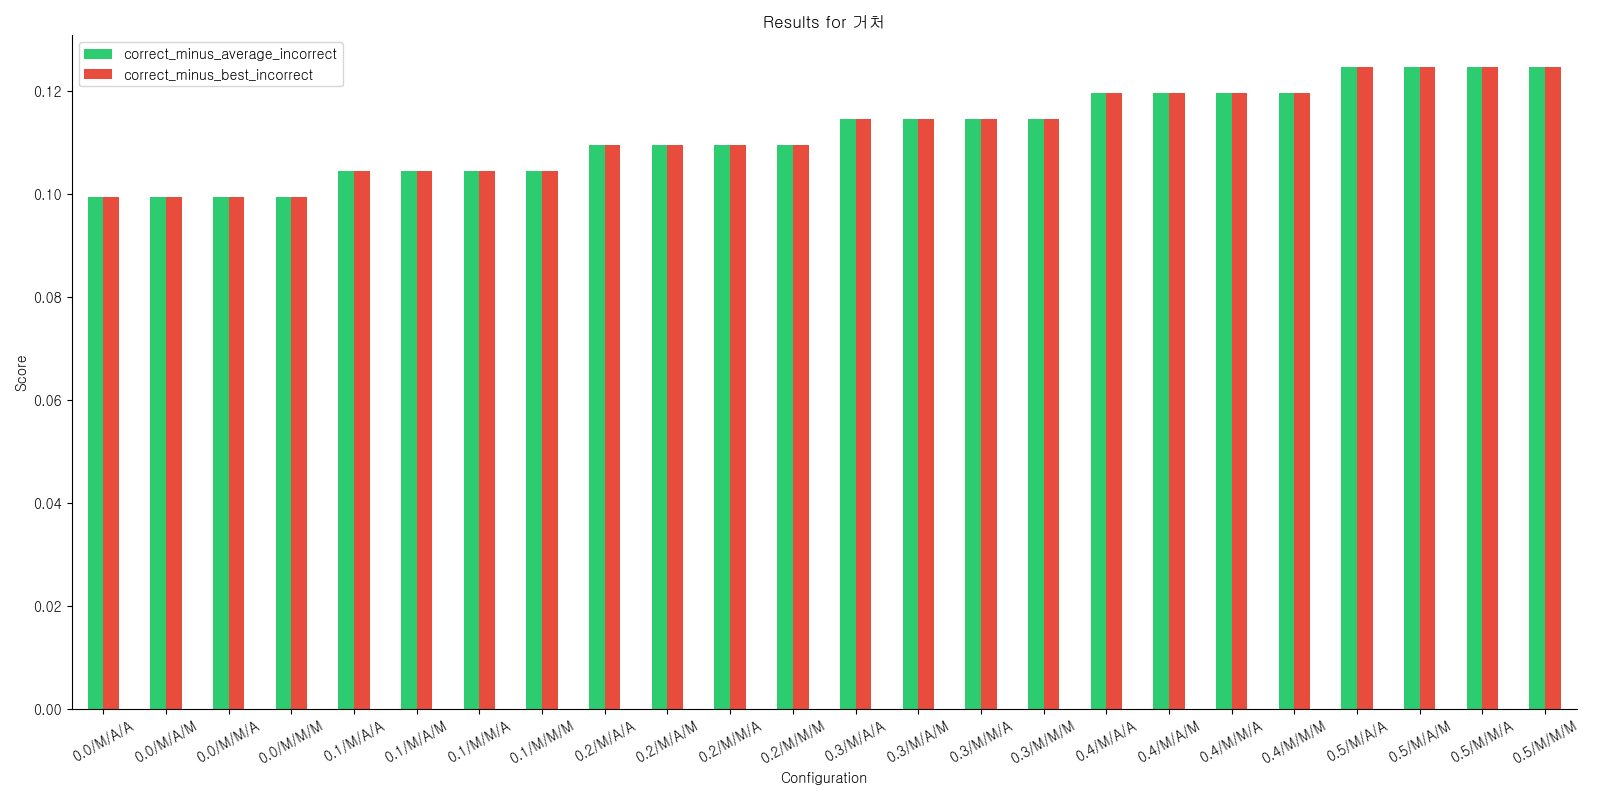 Results for 거처
correct_minus_average_incorrect
correct_minus_best_incorrect
0.12
0.10
0.08
0.06
0.04
0.02
0.00
Score
0.0/M/A/A
0.0/M/A/M
0.0/M/M/A
0.0/M/M/M
0.1/M/A/A
0.1/M/A/M
0.1/M/M/A
0.1/M/M/M
0.2/M/A/A
0.2/M/A/M
0.2/M/M/A
0.2/M/M/M
0.3/M/A/A
0.3/M/A/M
0.3/M/M/A
0.3/M/M/M
0.4/M/A/A
0.4/M/A/M
0.4/M/M/A
0.4/M/M/M
0.5/M/A/A
0.5/M/A/M
0.5/M/M/A
0.5/M/M/M
Configuration